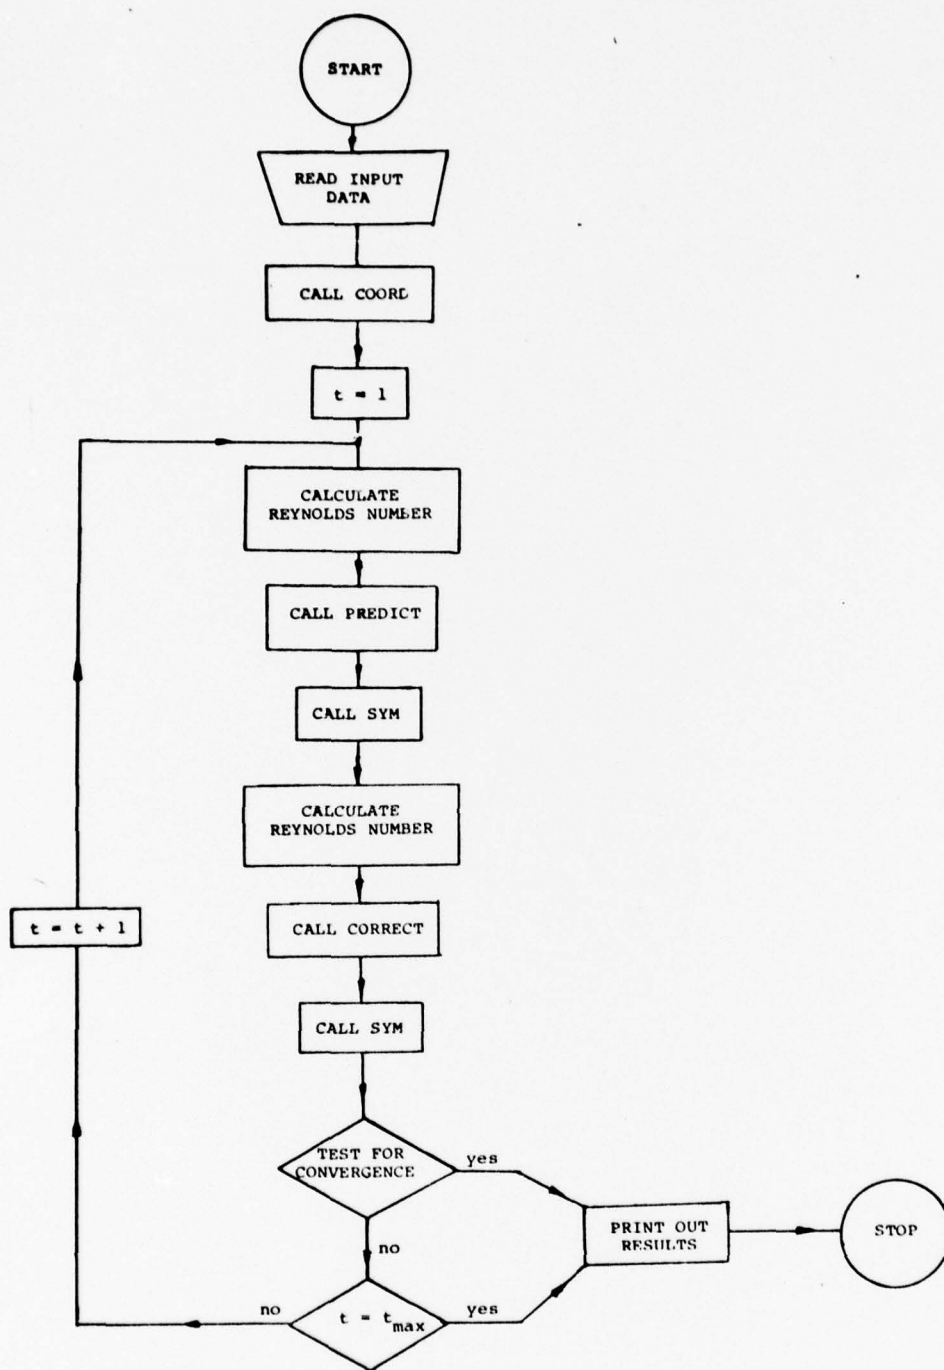 START
READ INPUT
DATA
CALL COORD
t = 1
CALCULATE
REYNOLDS NUMBER
CALL PREDICT
CALL SYM
CALCULATE
REYNOLDS NUMBER
t = t + 1
CALL CORRECT
CALL SYM
TEST FOR
CONVERGENCE
yes
PRINT OUT
RESULTS
STOP
no
no
t = tmax
yes